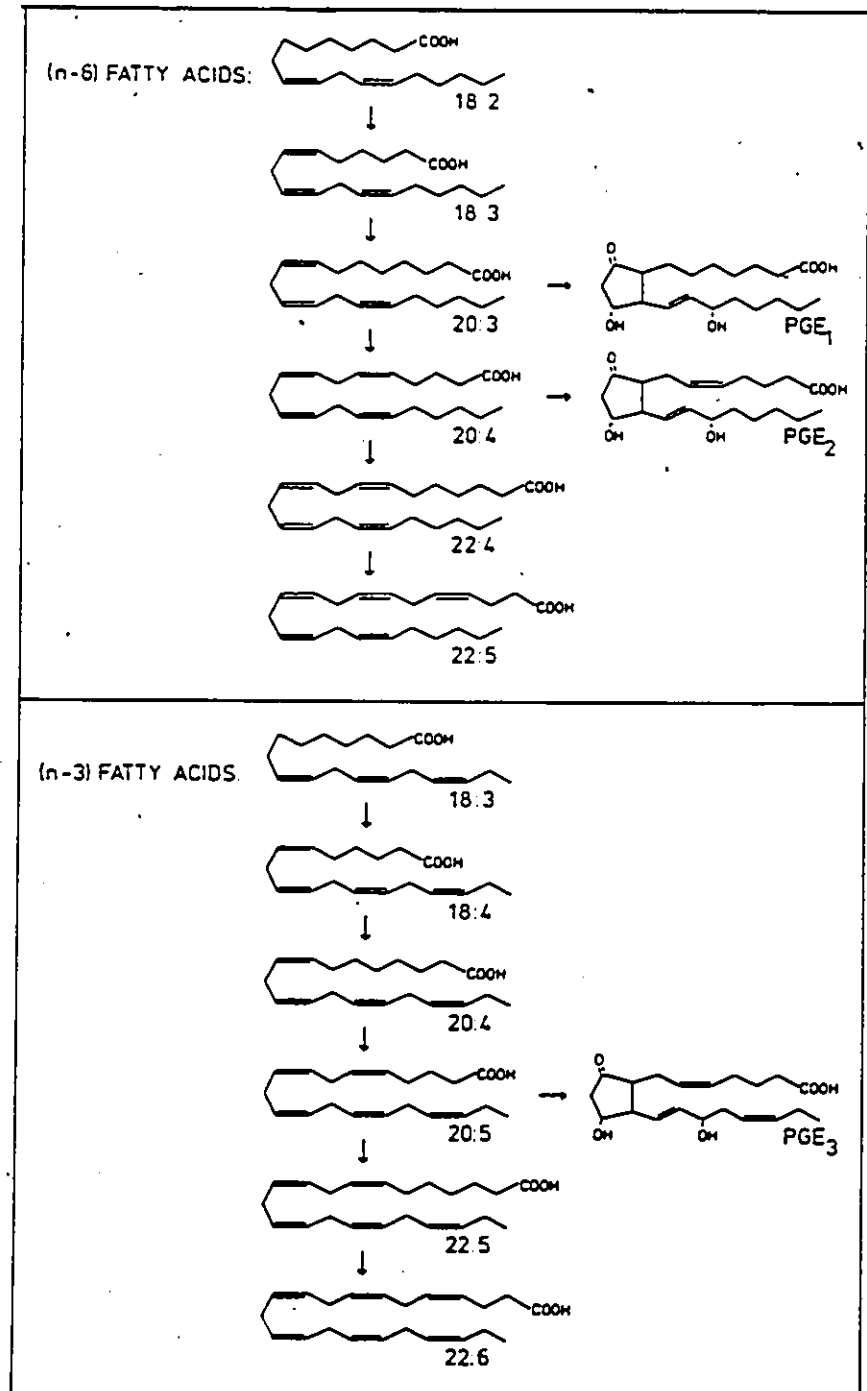 COOH
(n-6) FATTY ACIDS:
18 2
COOH
18 3
COOH
20:3
O
COOH
OH
OH
PGE1
COOH
20:4
O
COOH
OH
OH
PGE2
COOH
22:4
COOH
22:5
(n-3) FATTY ACIDS.
COOH
18:3
COOH
18:4
COOH
20:4
COOH
20:5
O
COOH
OH
OH
PGE3
COOH
22:5
COOH
22:6